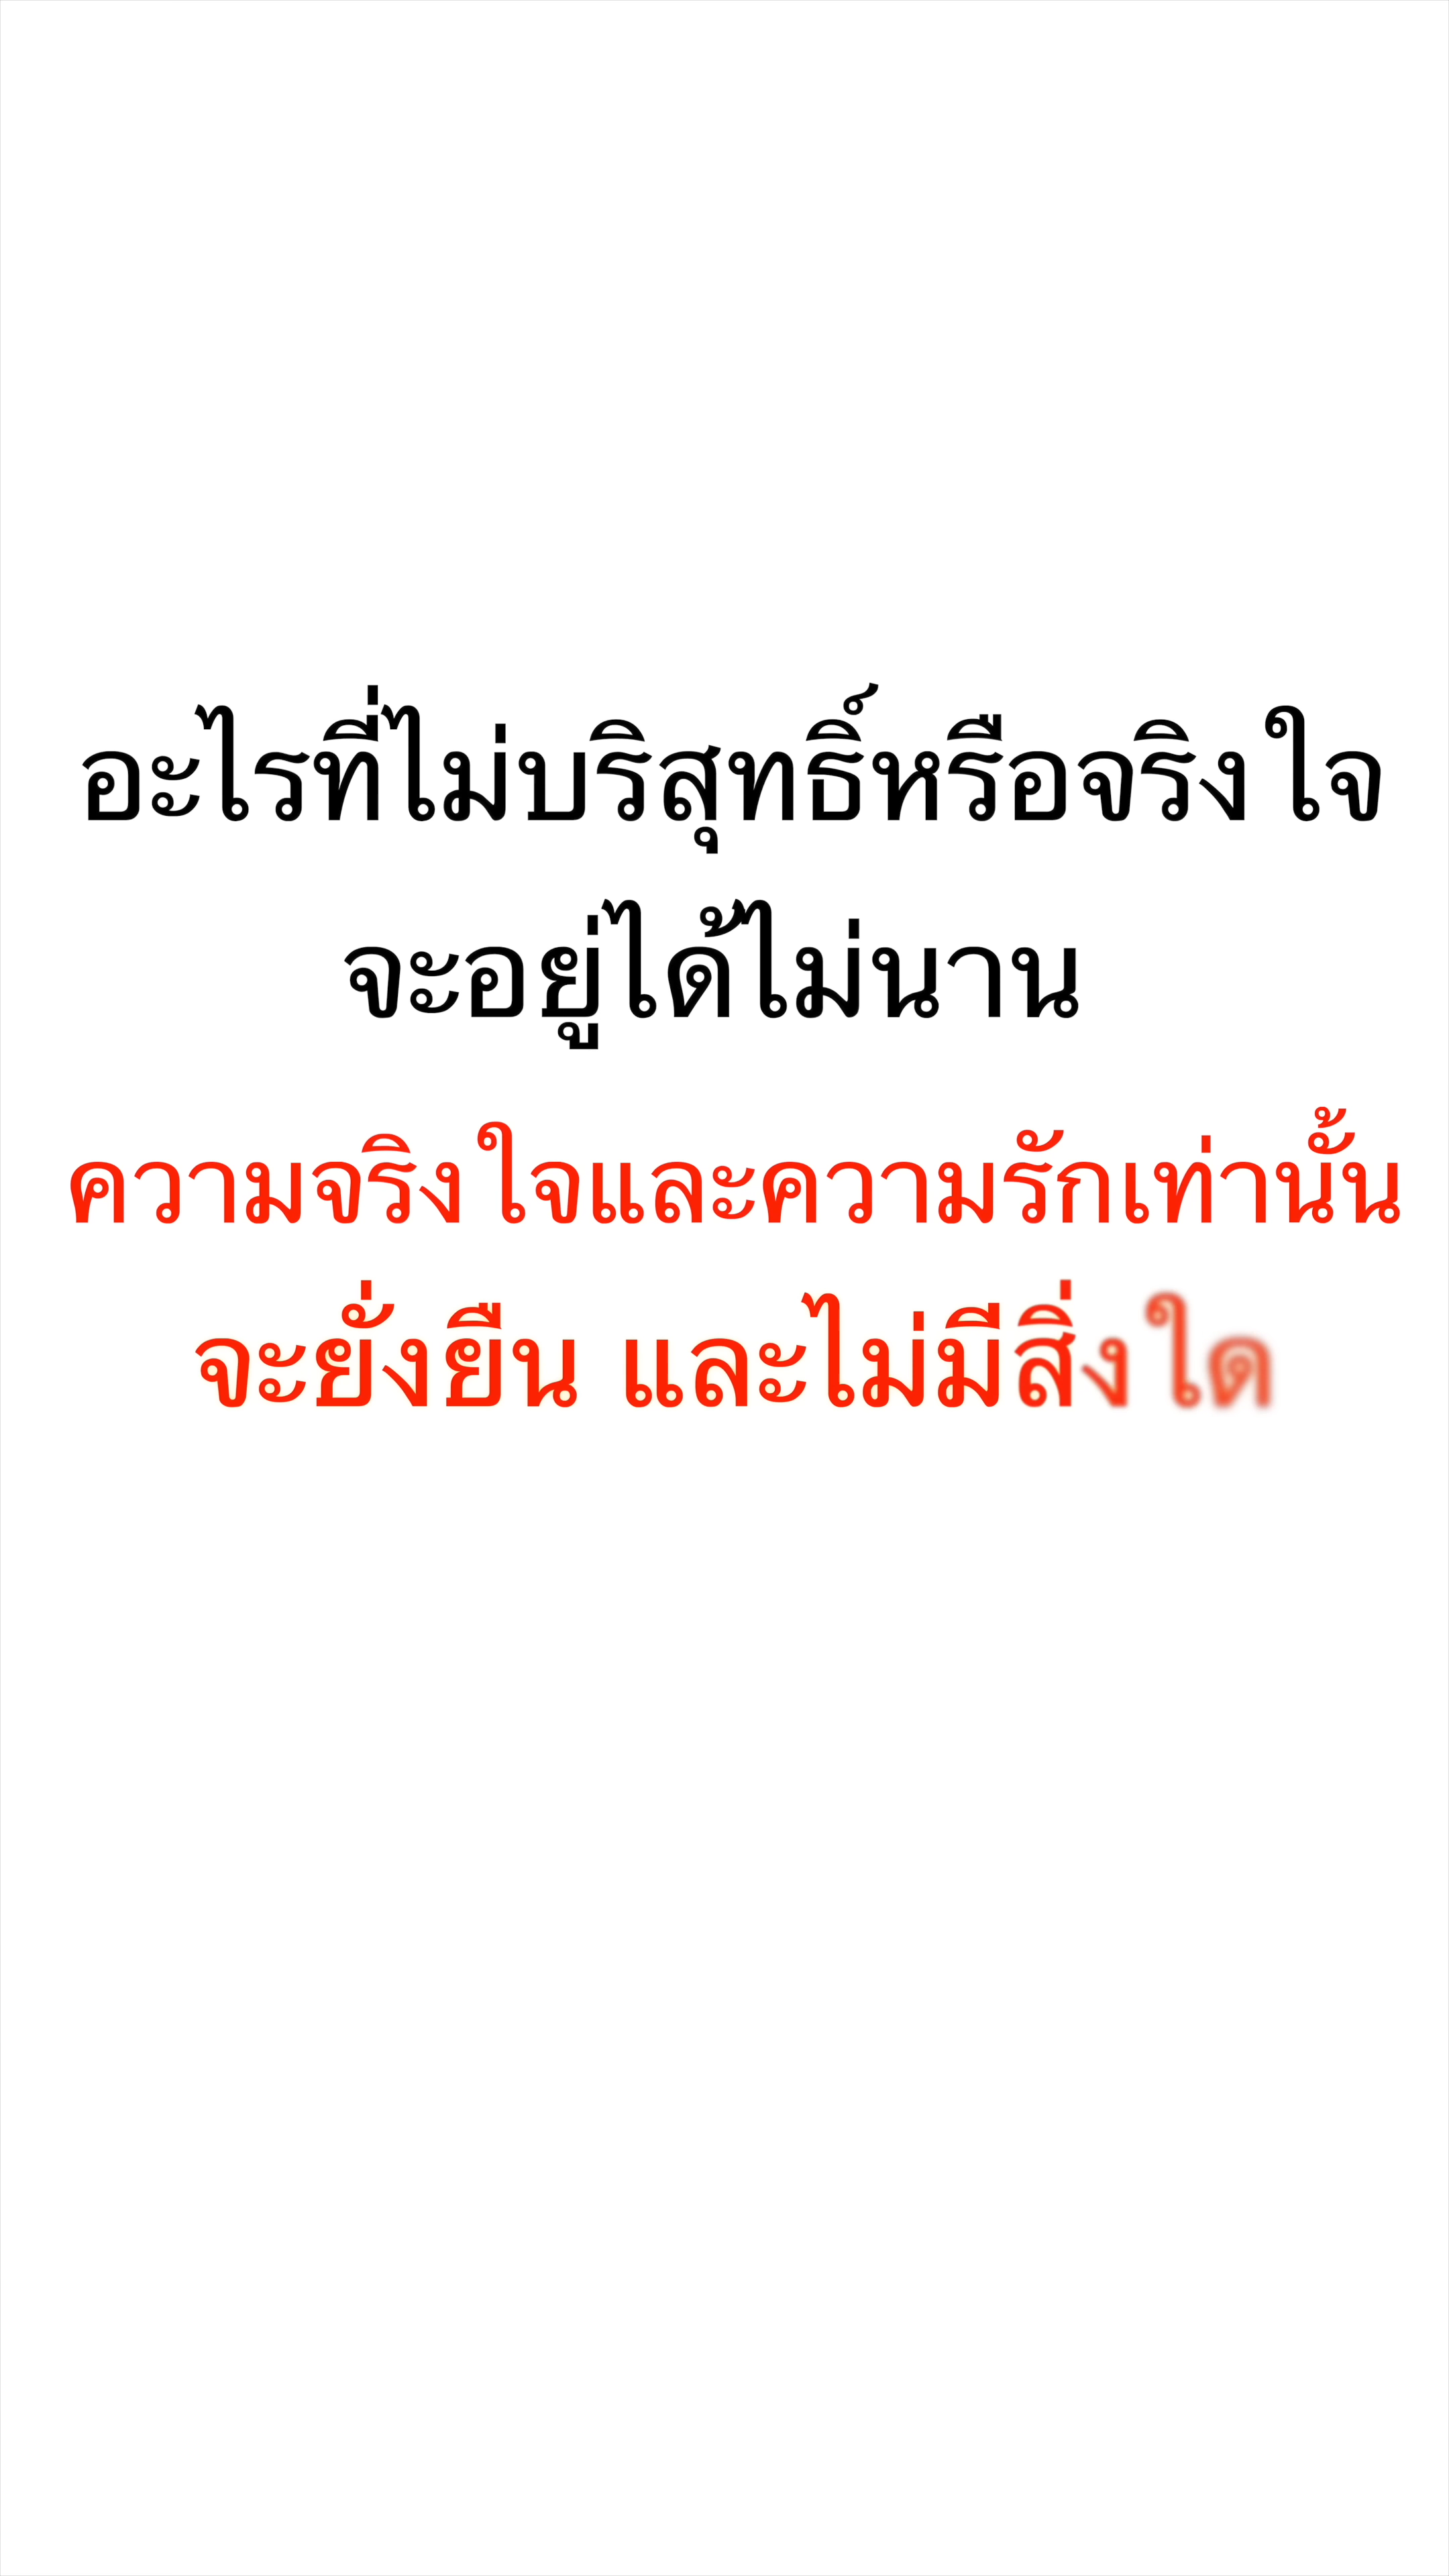 อะไรที่ไม่บริสุทธิ์หรือจริงใจ
จะอยู่ได้ไม่นาน
ความจริงใจและความรักเท่านั้น
จะยั่งยืน และไม่มีสิ่งใด